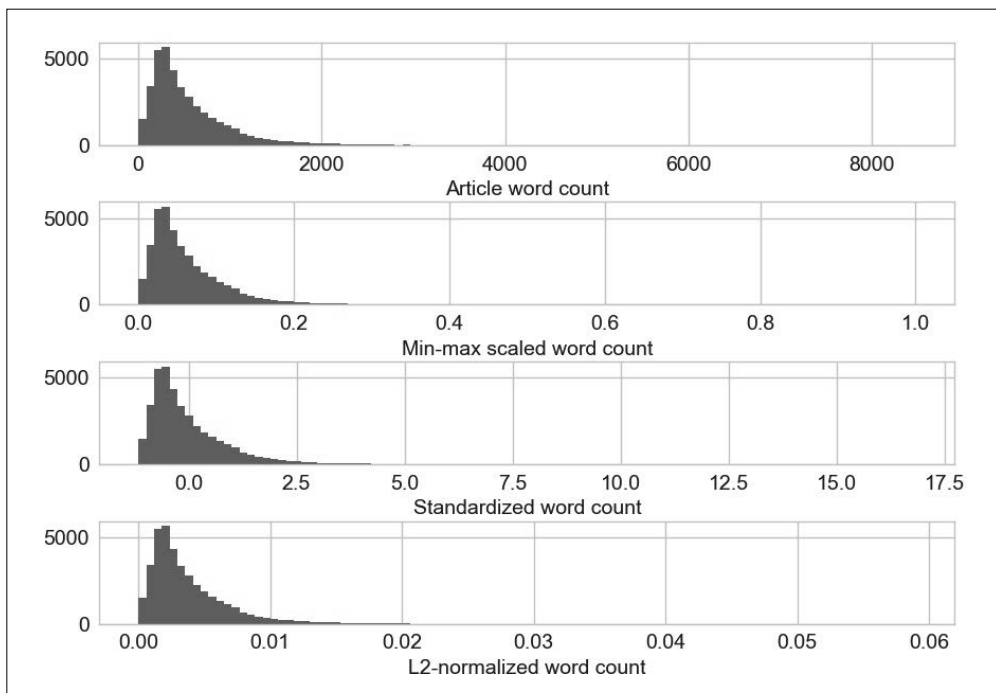 5000
0
0 2000 4000 6000 8000
Article word count
5000
0
0.0 0.2 0.4 0.6 0.8 1.0
Min-max scaled word count
5000
0
0.0 2.5 5.0 7.5 10.0 12.5 15.0 17.5
Standardized word count
5000
0
0.00 0.01 0.02 0.03 0.04 0.05 0.06
L2-normalized word count